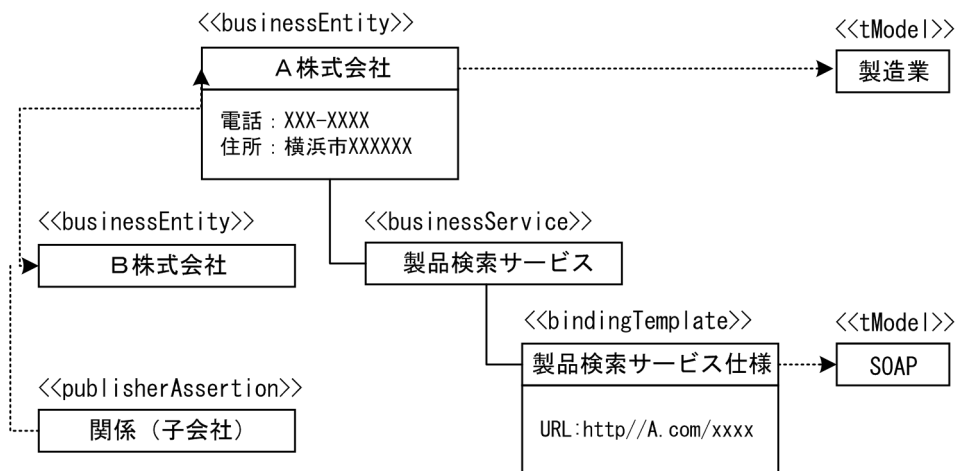 <<businessEntity>>
<<tModel>>
A株式会社
製造業
電話：XXX-XXXX
住所：横浜市XXXXXX
<<businessEntity>>
<<businessService>>
B株式会社
製品検索サービス
<<bindingTemplate>>
<<tModel>>
製品検索サービス仕様
SOAP
<<publisherAssertion>>
関係（子会社）
URL:http//A.com/xxxx